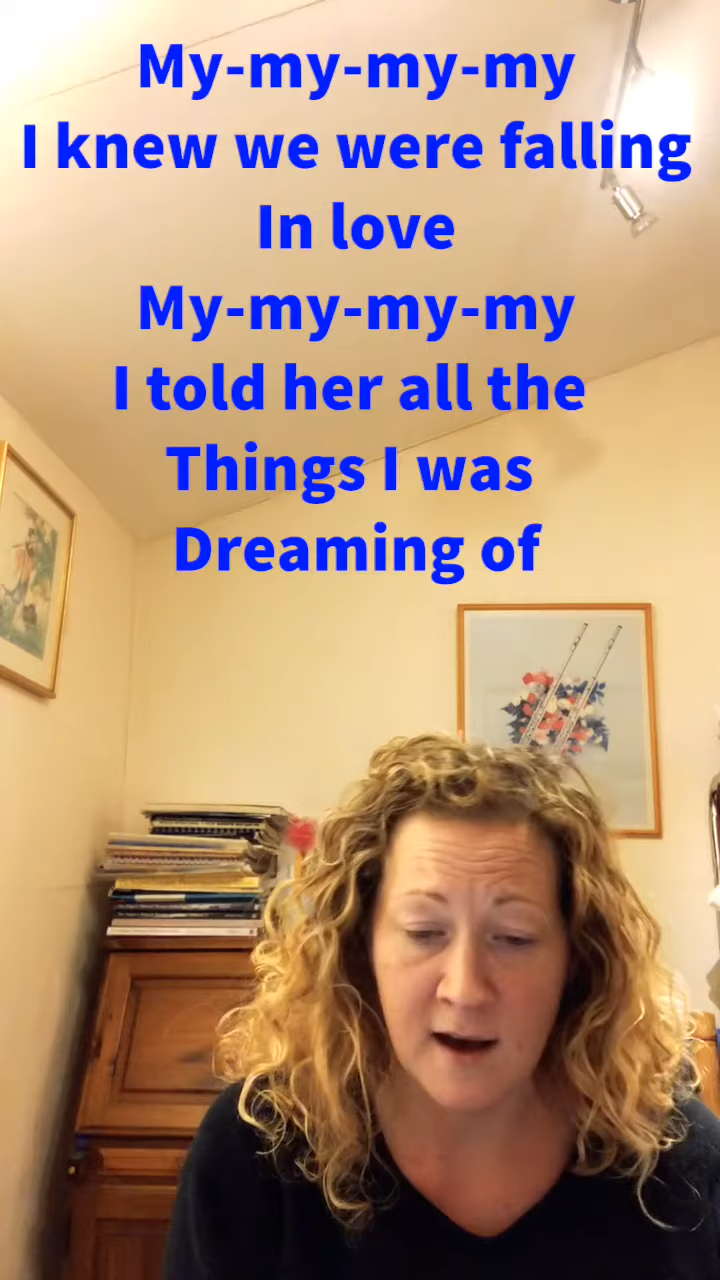 My-my-my-my
I knew we were falling
In love
My-my-my-my
I told her all the
Things I was
Dreaming of